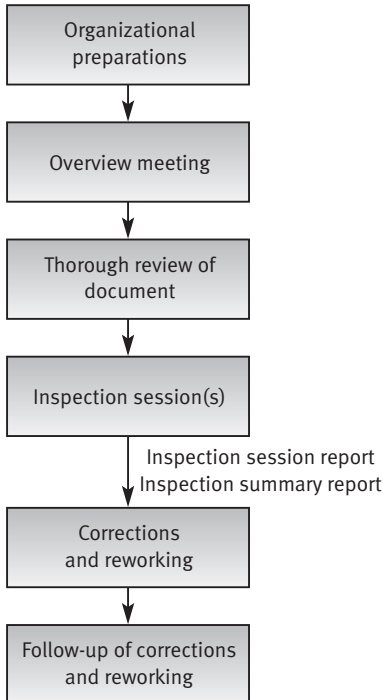 Organizational
preparations
Overview meeting
Thorough review of
document
Inspection session(s)
Inspection session report
Inspection summary report
Corrections
and reworking
Follow-up of corrections
and reworking